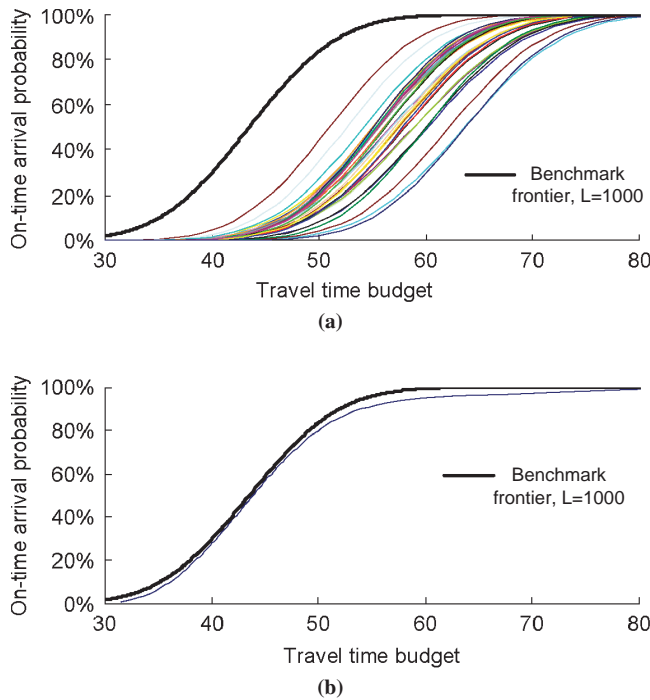 100%
80%
60%
40%
20%
0%
On-time arrival probability
30 40 50 60 70 80
Travel time budget
Benchmark
frontier, L=1000
(a)
100%
80%
60%
40%
20%
0%
On-time arrival probability
30 40 50 60 70 80
Travel time budget
Benchmark
frontier, L=1000
(b)